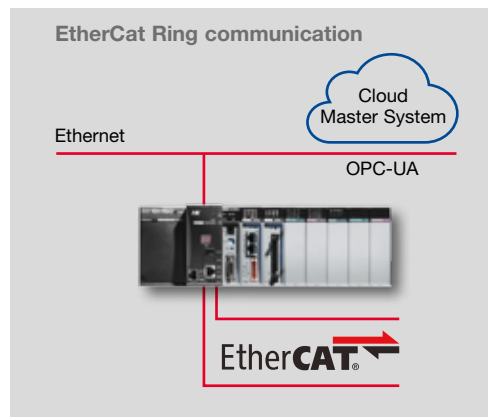 EtherCat Ring communication
Cloud
Master System
Ethernet
OPC-UA
EtherCAT®